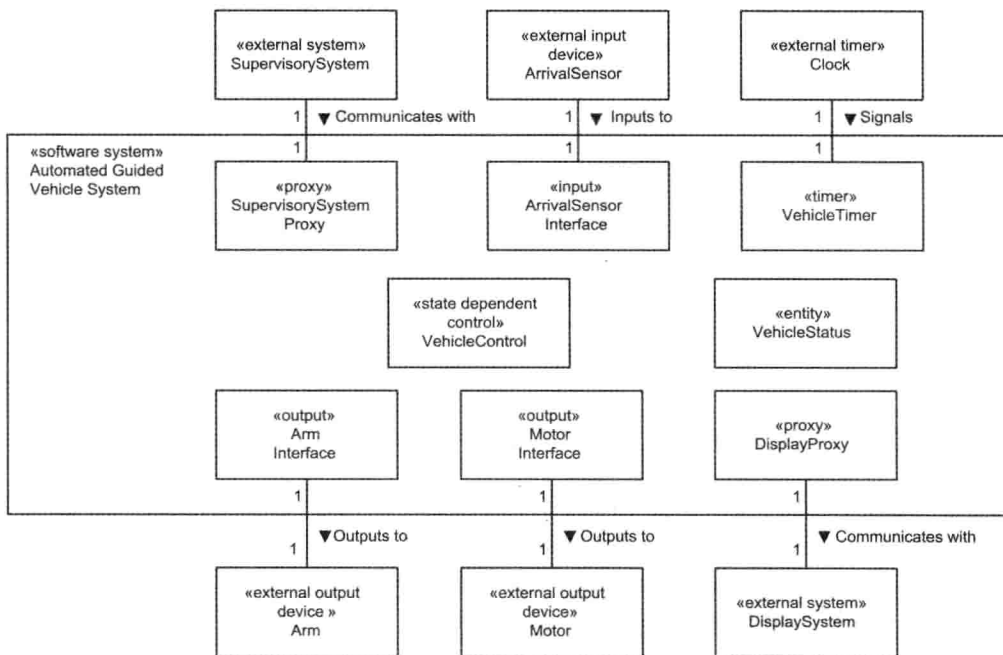 «external system»
SupervisorySystem
«external input
device»
ArrivalSensor
«external timer»
Clock
1
▼ Communicates with
1
▼ Inputs to
1
▼ Signals
«software system»
Automated Guided
Vehicle System
1
1
1
«proxy»
SupervisorySystem
Proxy
«input»
ArrivalSensor
Interface
«timer»
VehicleTimer
«state dependent
control»
VehicleControl
«entity»
VehicleStatus
«output»
Arm
Interface
«output»
Motor
Interface
«proxy»
DisplayProxy
1
1
1
▼ Outputs to
▼ Outputs to
▼ Communicates with
1
1
1
«external output
device »
Arm
«external output
device»
Motor
«external system»
DisplaySystem